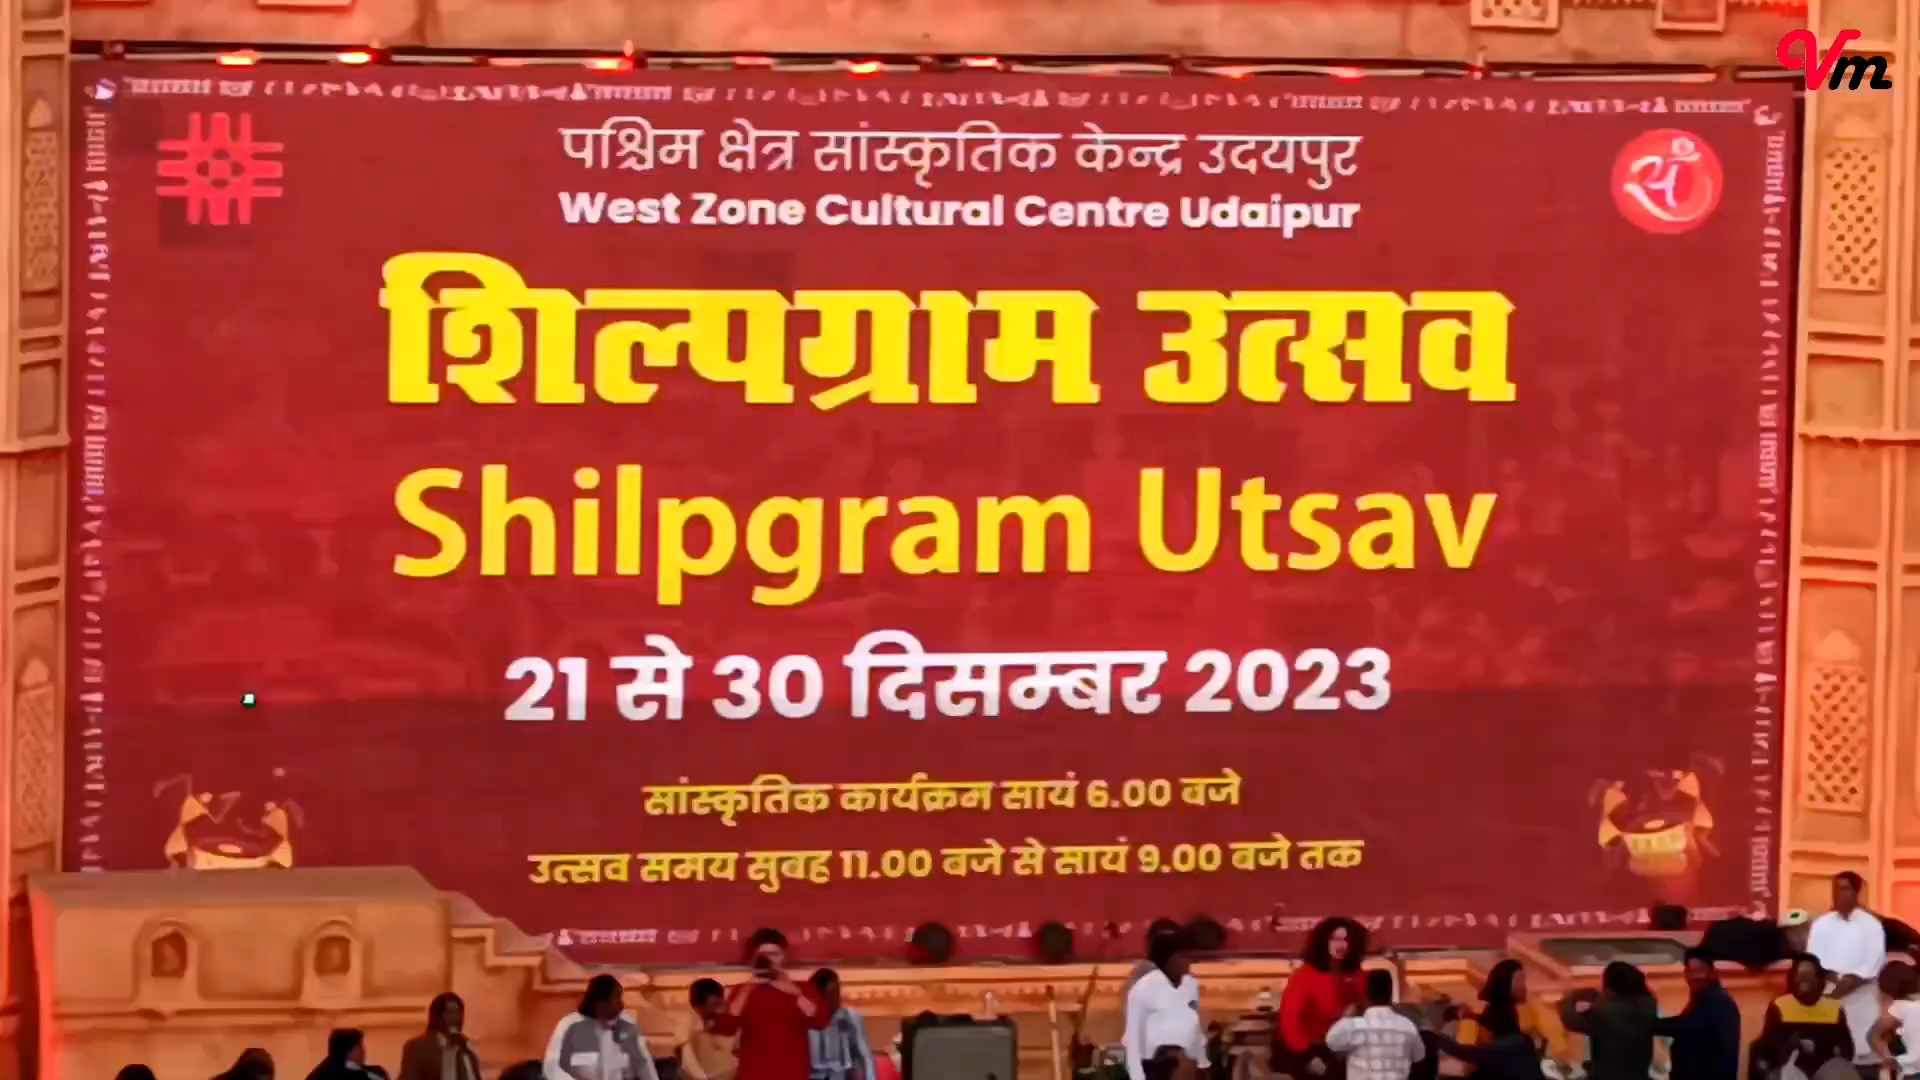 Vm
पश्चिम क्षेत्र सांस्कृतिक केन्द्र उदयपुर
West Zone Cultural Centre Udaipur
शिल्पग्राम उत्सव
Shilpgram Utsav
21 से 30 दिसम्बर 2023
सांस्कृतिक कार्यक्रम सायं 6.00 बजे
उत्सव समय सुबह 11.00 बजे से सायं 9.00 बजे तक